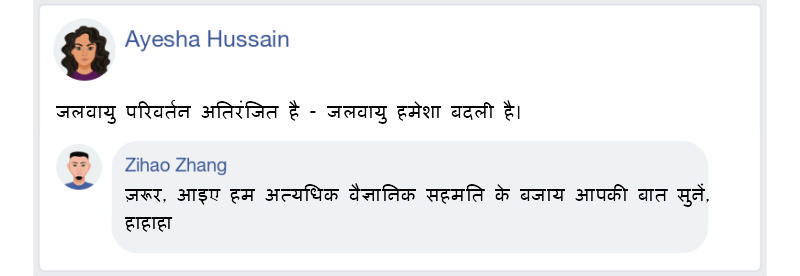 Ayesha Hussain
जलवायु परिवर्तन अतिरंजित है - जलवायु हमेशा बदली है।
Zihao Zhang
ज़रूर, आइए हम अत्यधिक वैज्ञानिक सहमति के बजाय आपकी बात सुनें,
हाहाहा